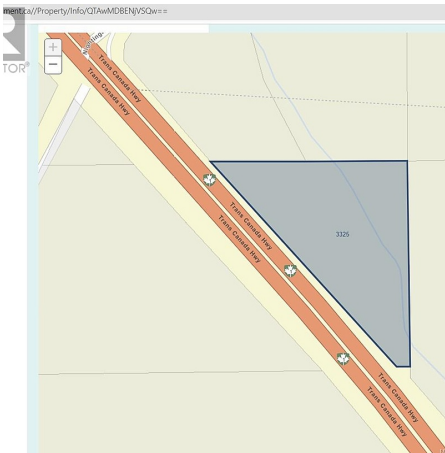 ment.ca//Property/Info/QTAwMDBENjVSQw==
TOR®
+
−
Trans Canada Hwy
Trans Canada Hwy
Trans Canada Hwy
Trans Canada Hwy
3326
Trans Canada Hwy
Trans Canada Hwy